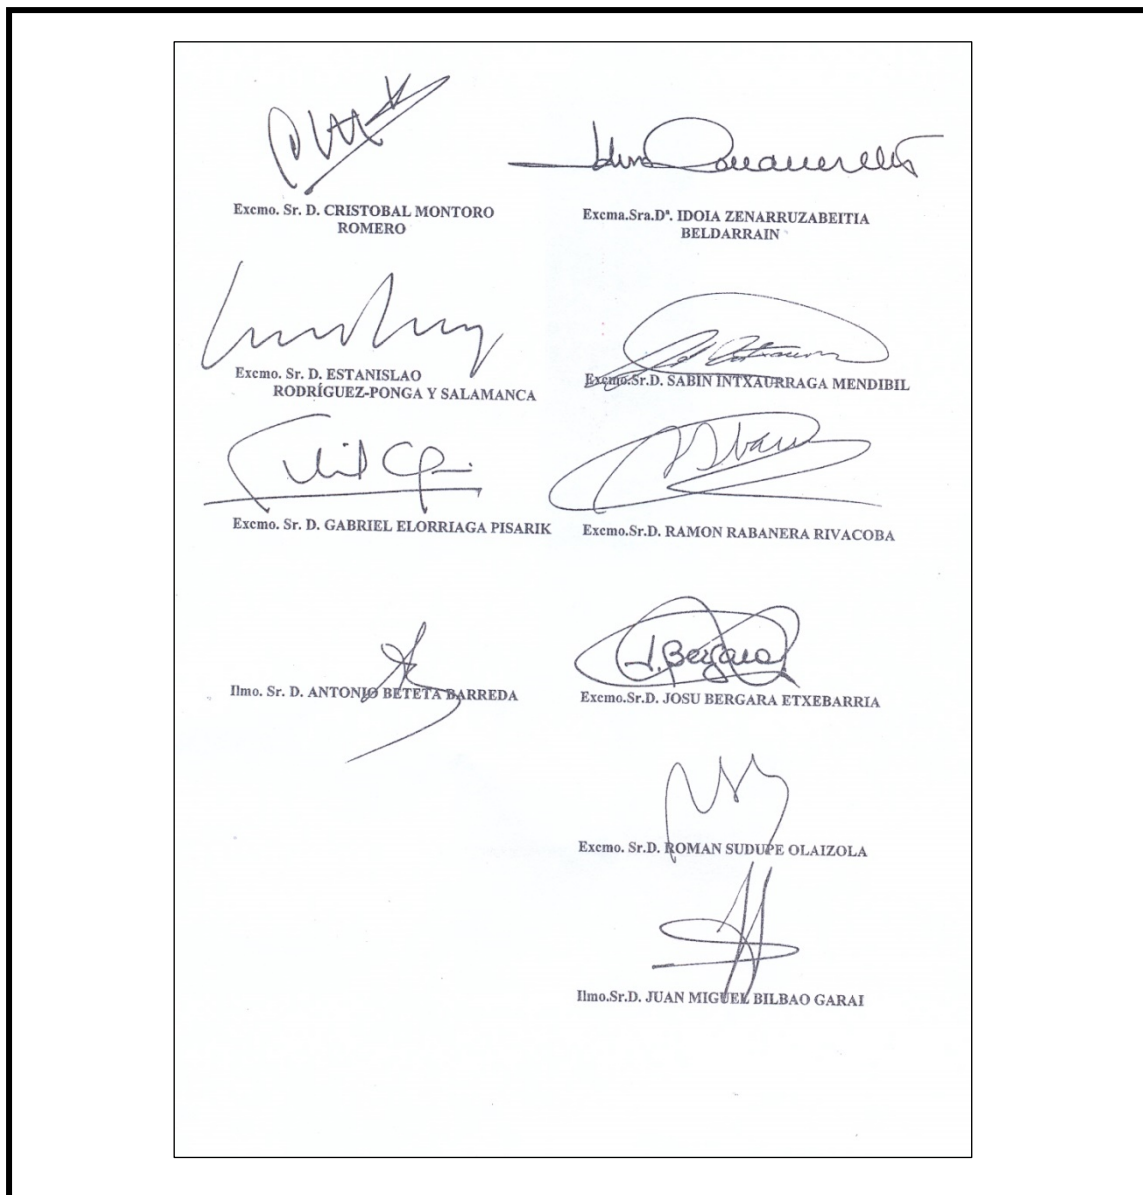 Excmo. Sr. D. CRISTOBAL MONTORO
ROMERO
Excma.Sra.Dª. IDOIA ZENARRUZABEITIA
BELDARRAIN
Excmo. Sr. D. ESTANISLAO
RODRÍGUEZ-PONGA Y SALAMANCA
Excmo.Sr.D. SABIN INTXAURRAGA MENDIBIL
Excmo. Sr. D. GABRIEL ELORRIAGA PISARIK
Excmo.Sr.D. RAMON RABANERA RIVACOBA
Ilmo. Sr. D. ANTONIO BETETA BARREDA
J. Bergara
Excmo.Sr.D. JOSU BERGARA ETXEBARRIA
Excmo. Sr.D. ROMAN SUDUPE OLAIZOLA
Ilmo.Sr.D. JUAN MIGUEL BILBAO GARAI